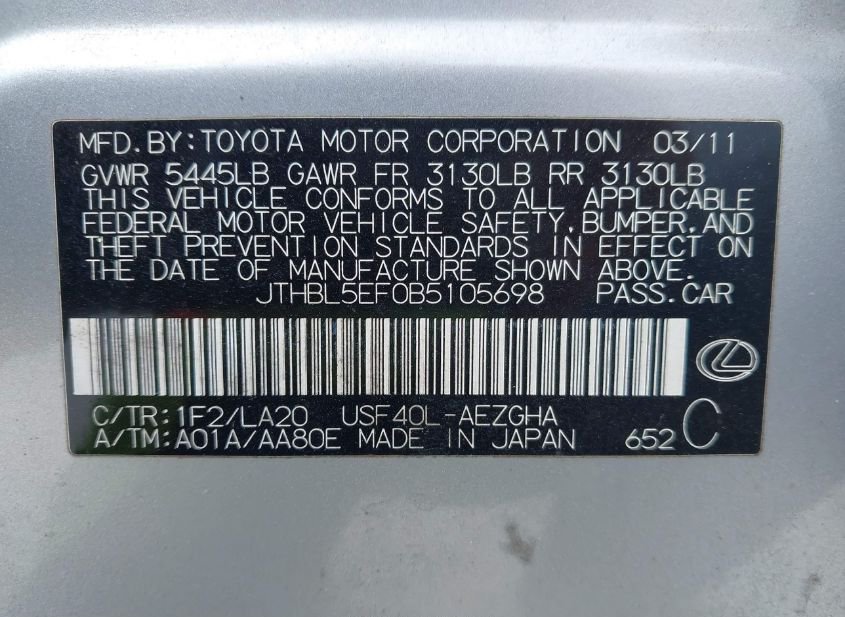 MFD.BY:TOYOTA MOTOR CORPORATION 03/11
GVWR 5445LB GAWR FR 3130LB RR 3130LB
THIS VEHICLE CONFORMS TO ALL APPLICABLE
FEDERAL MOTOR VEHICLE SAFETY,BUMPER,AND
THEFT PREVENTION STANDARDS IN EFFECT ON
THE DATE OF MANUFACTURE SHOWN ABOVE.
JTHBL5EF0B5105698 PASS.CAR
C/TR:1F2/LA20 USF40L-AEZGHA
A/TM:A01A/AA80E MADE IN JAPAN 652 C